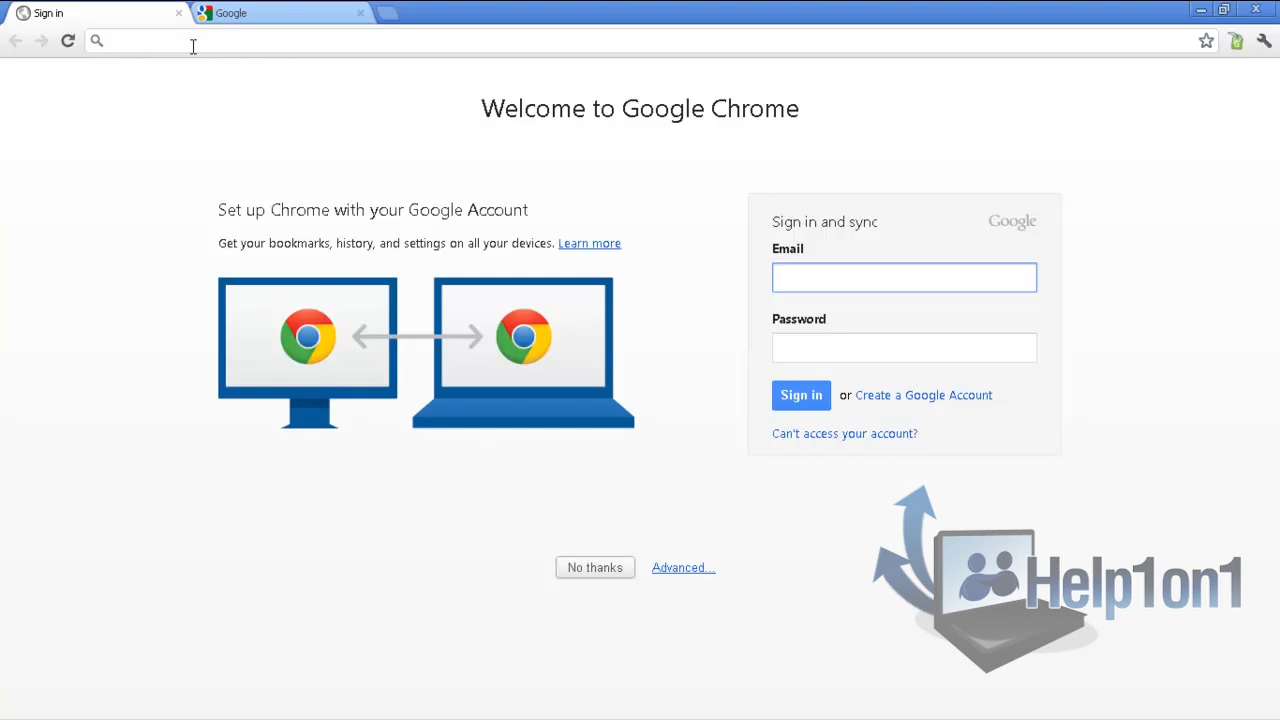 Sign in
Google
Welcome to Google Chrome
Set up Chrome with your Google Account
Get your bookmarks, history, and settings on all your devices. Learn more
Sign in and sync
Google
Email
Password
Sign in or Create a Google Account
Can't access your account?
No thanks
Advanced...
Help1on1